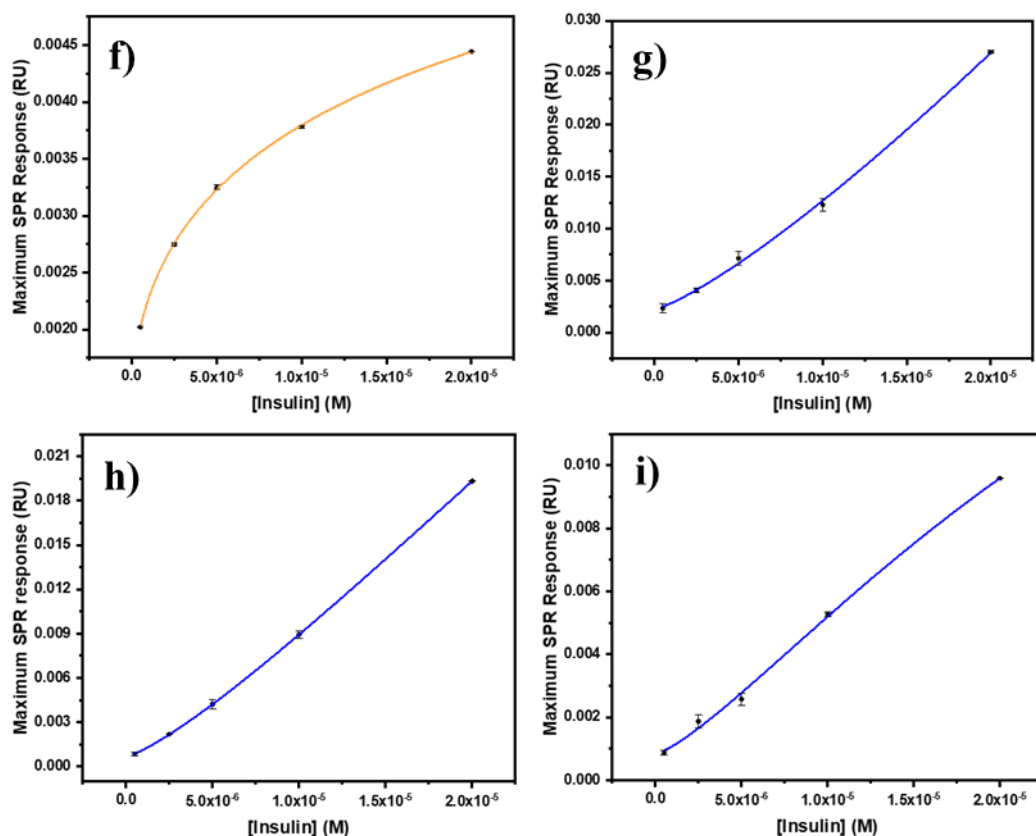 f)
Maximum SPR Response (RU)
0.0045
0.0040
0.0035
0.0030
0.0025
0.0020
0.0
5.0x10⁻⁶
1.0x10⁻⁵
1.5x10⁻⁵
2.0x10⁻⁵
[Insulin] (M)
g)
Maximum SPR Response (RU)
0.030
0.025
0.020
0.015
0.010
0.005
0.000
0.0
5.0x10⁻⁶
1.0x10⁻⁵
1.5x10⁻⁵
2.0x10⁻⁵
[Insulin] (M)
h)
Maximum SPR response (RU)
0.021
0.018
0.015
0.012
0.009
0.006
0.003
0.000
0.0
5.0x10⁻⁶
1.0x10⁻⁵
1.5x10⁻⁵
2.0x10⁻⁵
[Insulin] (M)
i)
Maximum SPR Response (RU)
0.010
0.008
0.006
0.004
0.002
0.000
0.0
5.0x10⁻⁶
1.0x10⁻⁵
1.5x10⁻⁵
2.0x10⁻⁵
[Insulin] (M)